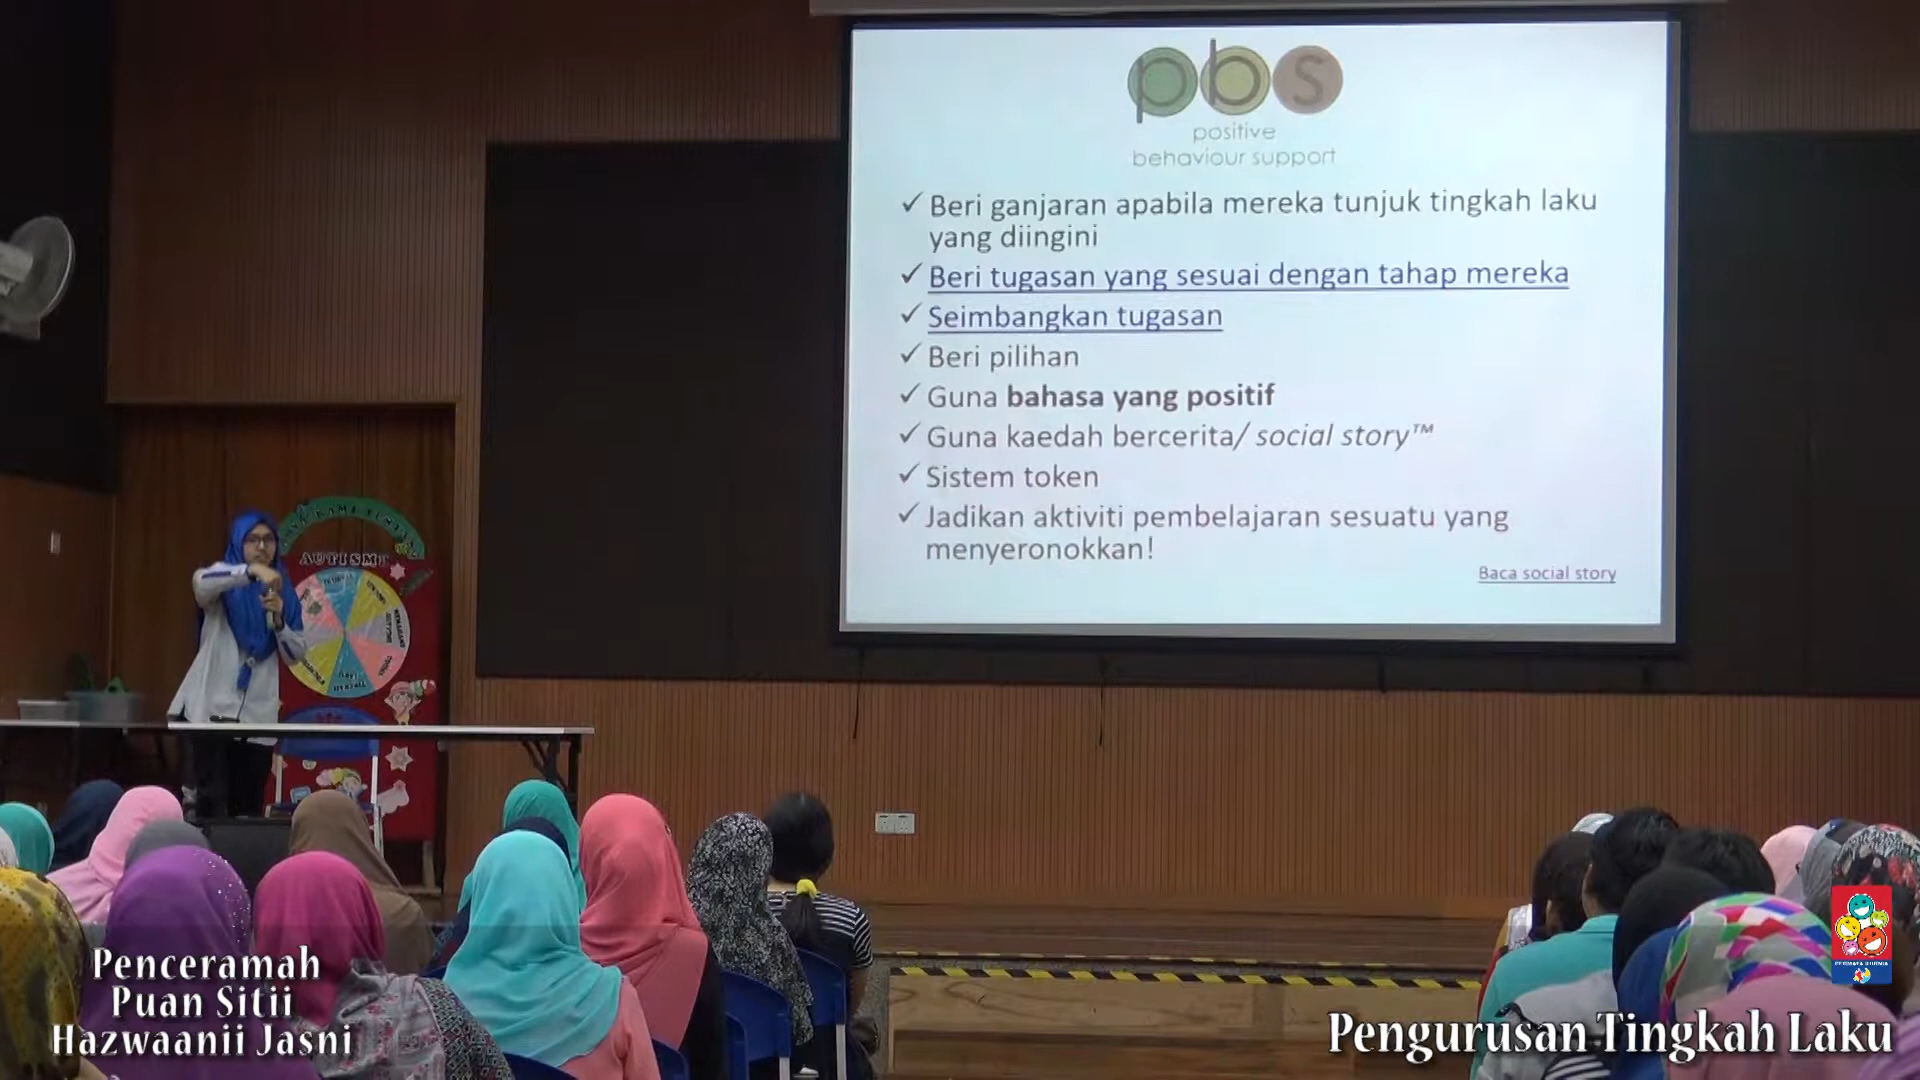 pbs
positive
behaviour support
✓ Beri ganjaran apabila mereka tunjuk tingkah laku
yang diingini
✓ Beri tugasan yang sesuai dengan tahap mereka
✓ Seimbangkan tugasan
✓ Beri pilihan
✓ Guna bahasa yang positif
✓ Guna kaedah bercerita/ social story™
✓ Sistem token
✓ Jadikan aktiviti pembelajaran sesuatu yang
menyeronokkan!
Baca social story
AUTISME
Penceramah
Puan Sitii
Hazwaanii Jasni
Pengurusan Tingkah Laku